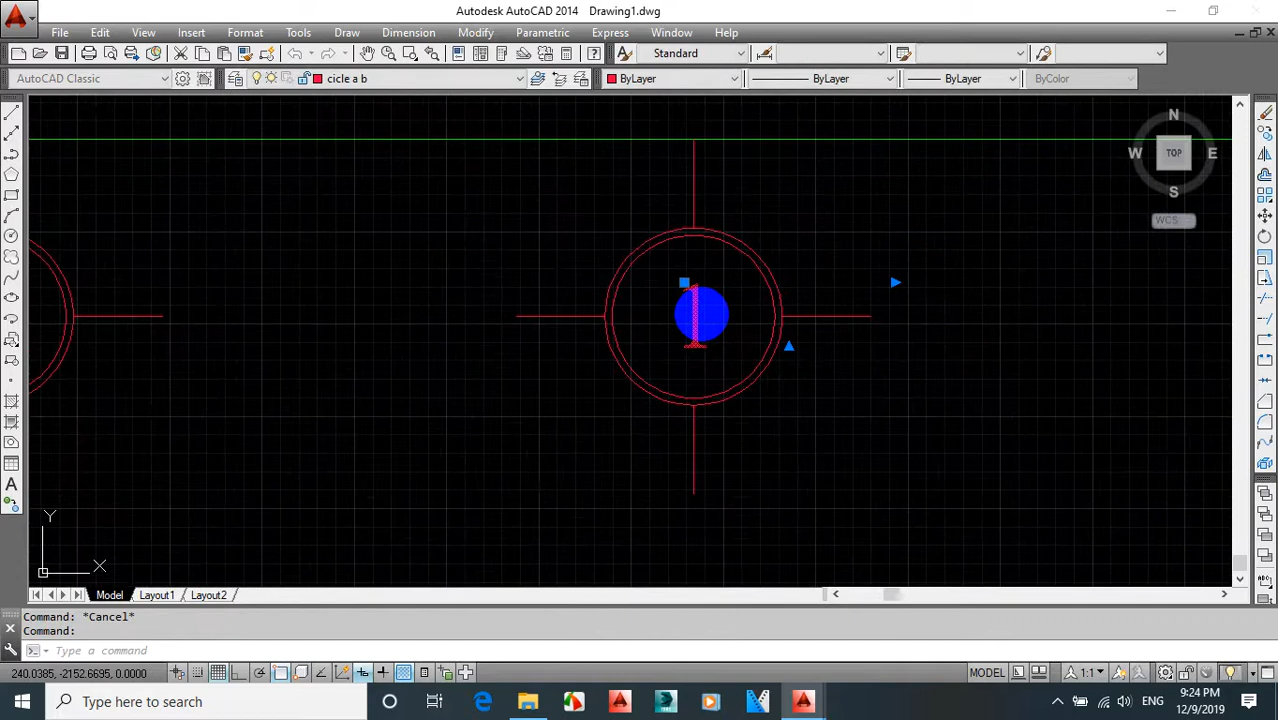 Autodesk AutoCAD 2014 Drawing1.dwg
File Edit View Insert Format Tools Draw Dimension Modify Parametric Express Window Help
Standard
AutoCAD Classic cicle a b ByLayer ByLayer ByLayer ByColor
N
W TOP E
S
WCS
1
Y
X
A
Model Layout1 Layout2
Command: *Cancel*
Command:
Type a command
240.0385, -2152.6695, 0.0000 MODEL 1:1
Type here to search
ENG 9:24 PM
12/9/2019